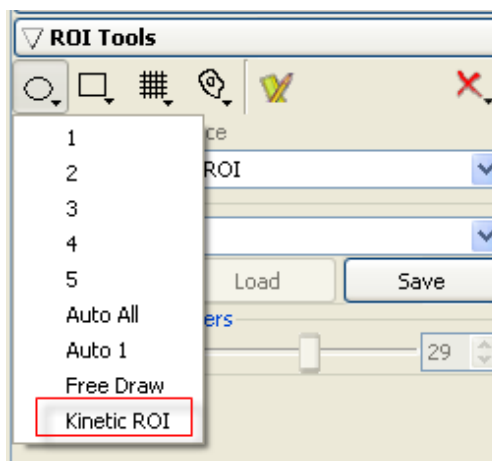 ROI Tools
1
ce
2
ROI
3
4
5
Load
Save
Auto All
ers
Auto 1
29
Free Draw
Kinetic ROI